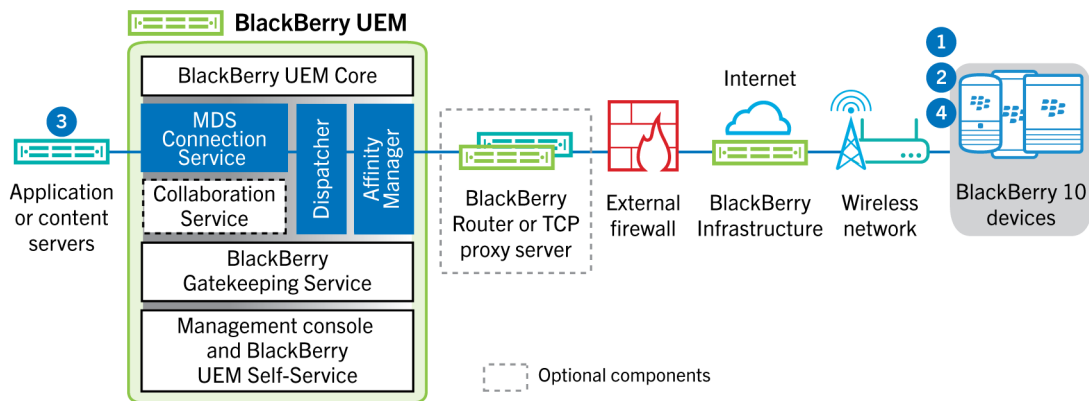 BlackBerry UEM
BlackBerry UEM Core
MDS
Connection
Service
Collaboration
Service
Dispatcher
Affinity
Manager
BlackBerry
Gatekeeping Service
Management console
and BlackBerry
UEM Self-Service
3
Application
or content
servers
BlackBerry
Router or TCP
proxy server
External
firewall
Internet
BlackBerry
Infrastructure
Wireless
network
1
2
4
BlackBerry 10
devices
Optional components